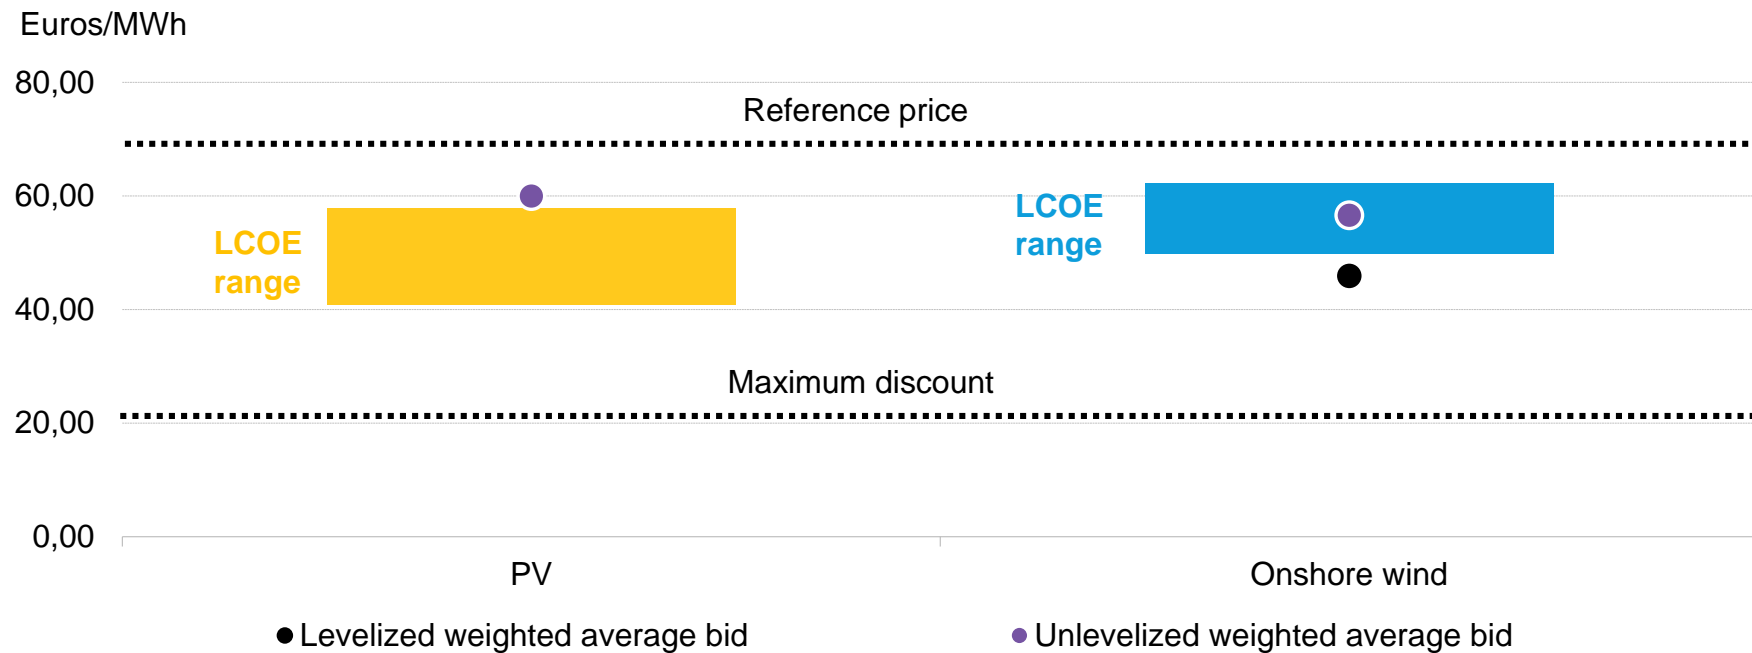 Euros/MWh
80,00
Reference price
60,00
LCOE
range
LCOE
range
40,00
Maximum discount
20,00
0,00
PV
Onshore wind
Levelized weighted average bid
Unlevelized weighted average bid